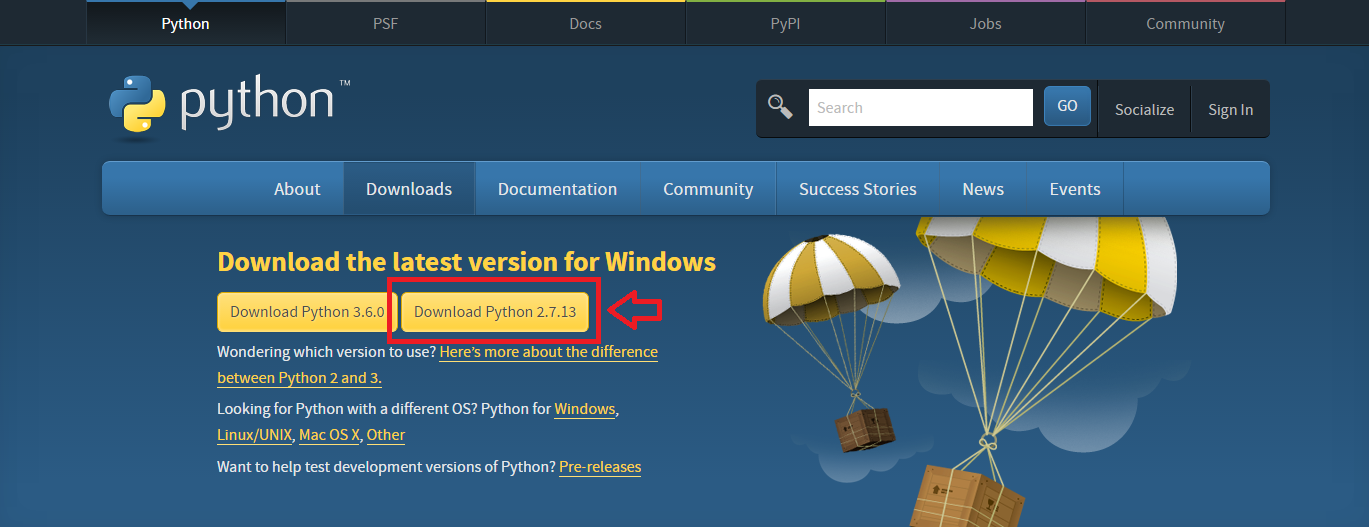 Python PSF Docs PyPI Jobs Community
python™
Search GO Socialize Sign In
About Downloads Documentation Community Success Stories News Events
Download the latest version for Windows
Download Python 3.6.0 Download Python 2.7.13
Wondering which version to use? Here's more about the difference
between Python 2 and 3.
Looking for Python with a different OS? Python for Windows,
Linux/UNIX, Mac OS X, Other
Want to help test development versions of Python? Pre-releases